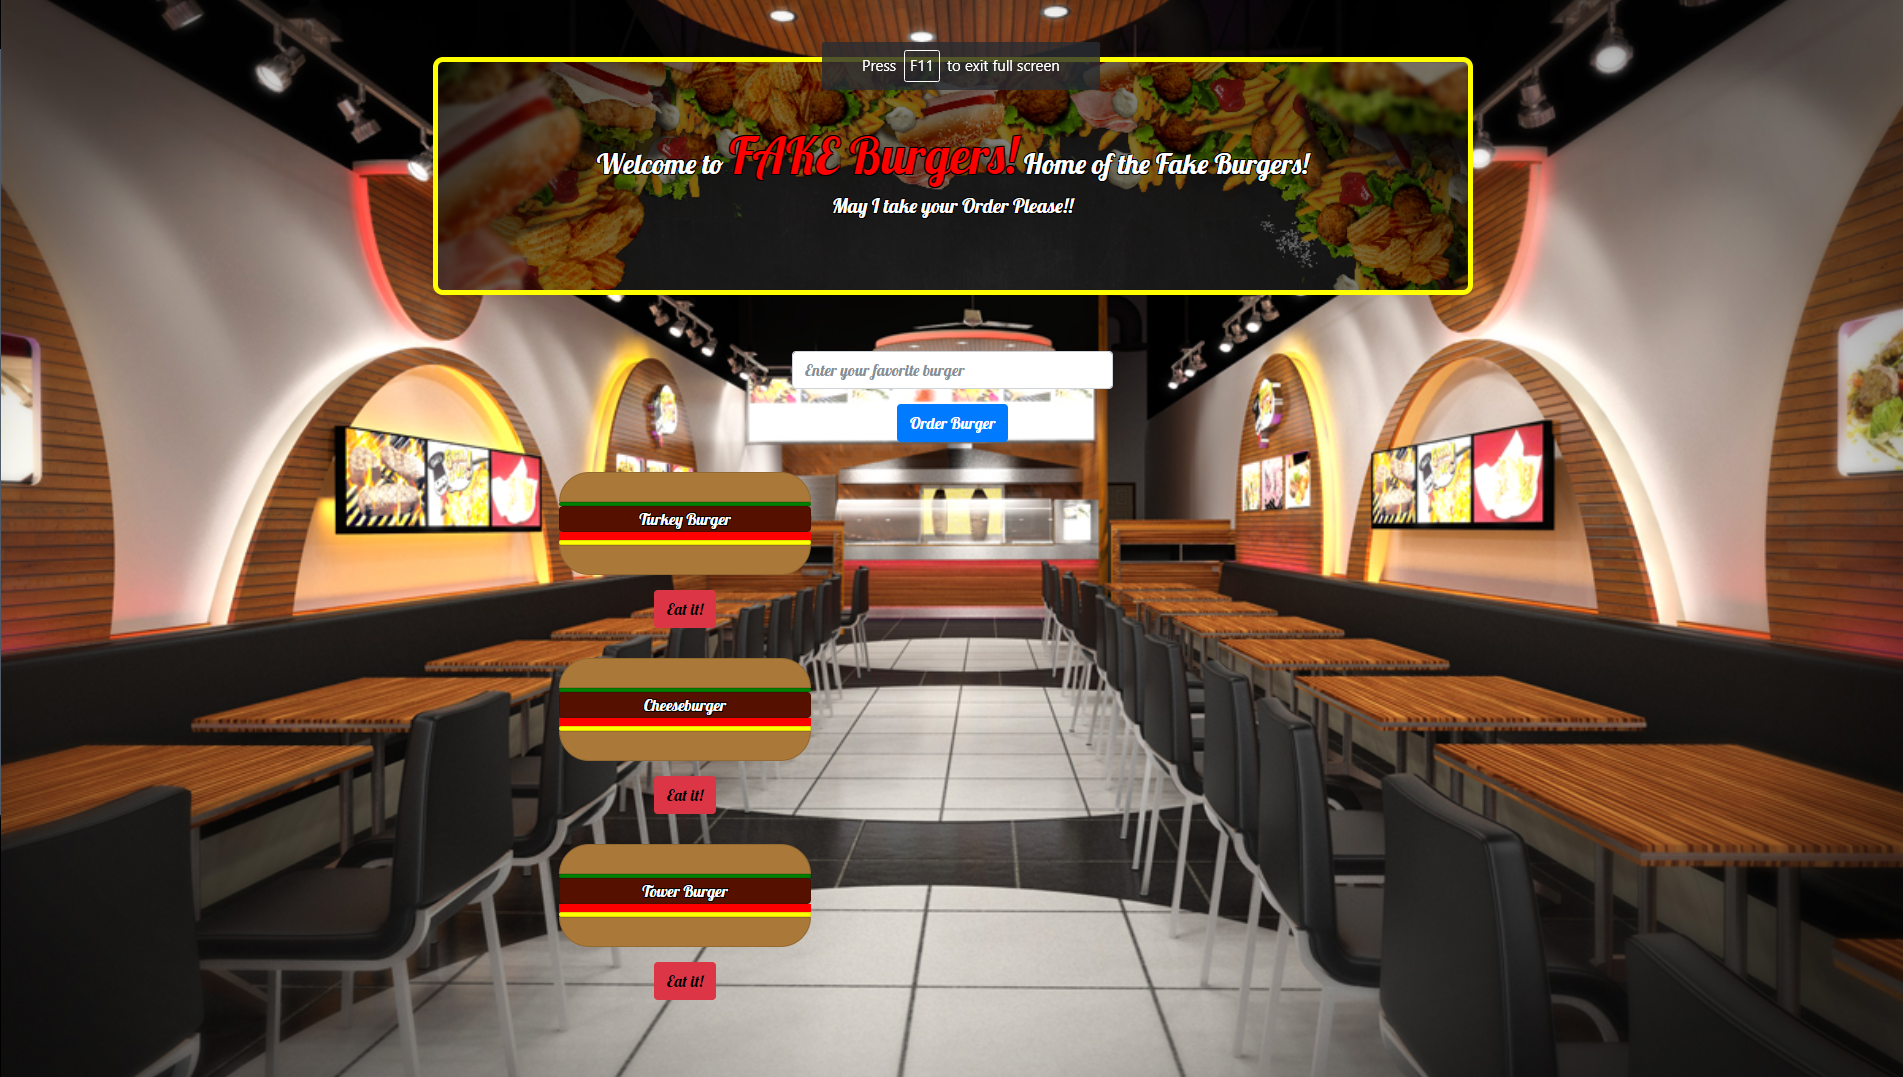 Press F11 to exit full screen
Welcome to FAKE Burgers! Home of the Fake Burgers!
May I take your Order Please!!
Enter your favorite burger
Order Burger
Turkey Burger
Eat it!
Cheeseburger
Eat it!
Tower Burger
Eat it!